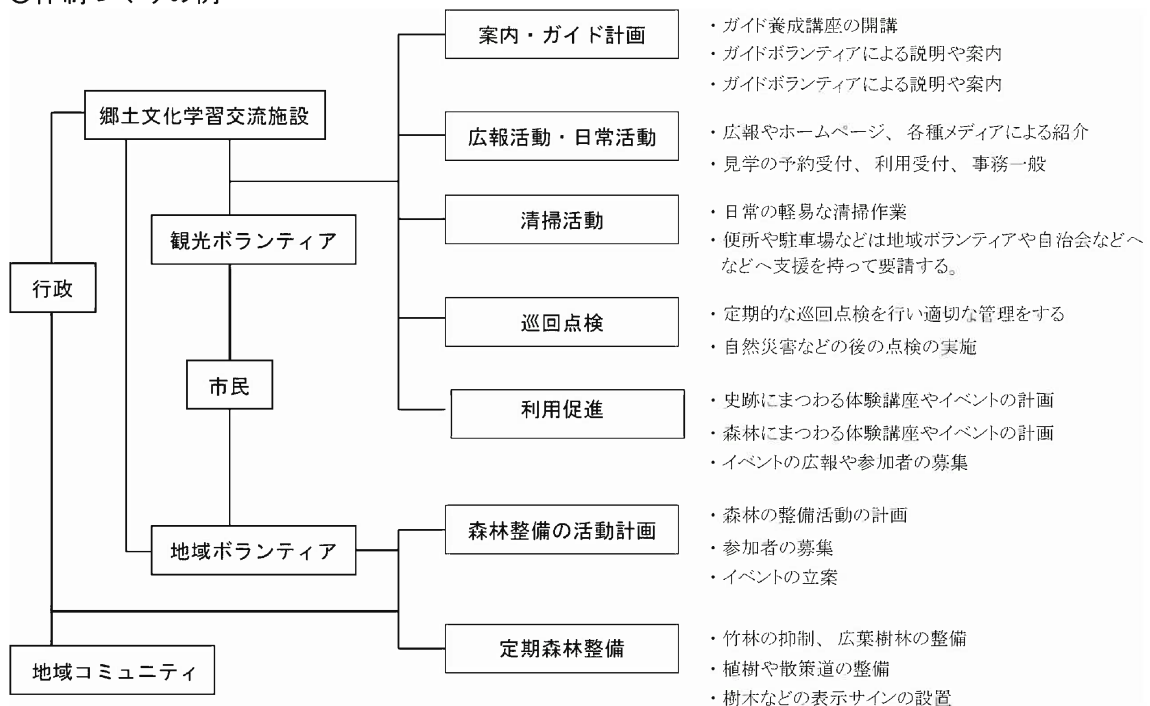 案内・ガイド計画
・ガイド養成講座の開講
・ガイドボランティアによる説明や案内
・ガイドボランティアによる説明や案内
郷土文化学習交流施設
広報活動・日常活動
・広報やホームページ、各種メディアによる紹介
・見学の予約受付、利用受付、事務一般
清掃活動
・日常の軽易な清掃作業
・便所や駐車場などは地域ボランティアや自治会などへ
などへ支援を持って要請する。
観光ボランティア
行政
巡回点検
・定期的な巡回点検を行い適切な管理をする
・自然災害などの後の点検の実施
市民
利用促進
・史跡にまつわる体験講座やイベントの計画
・森林にまつわる体験講座やイベントの計画
・イベントの広報や参加者の募集
地域ボランティア
森林整備の活動計画
・森林の整備活動の計画
・参加者の募集
・イベントの立案
地域コミュニティ
定期森林整備
・竹林の抑制、広葉樹林の整備
・植樹や散策道の整備
・樹木などの表示サインの設置